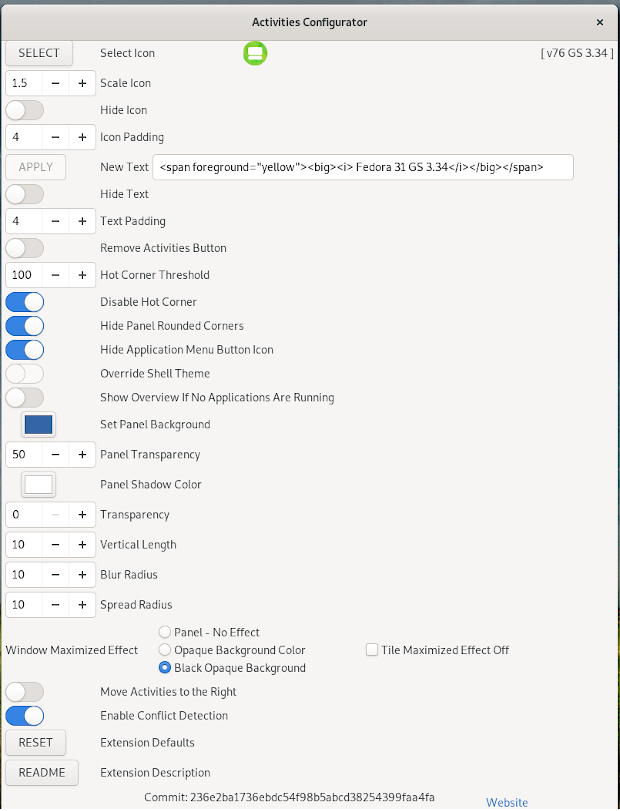 Activities Configurator ×
SELECT Select Icon [ v76 GS 3.34 ]
1.5 − + Scale Icon
Hide Icon
4 − + Icon Padding
APPLY New Text <span foreground="yellow"><big><i> Fedora 31 GS 3.34</i></big></span>
Hide Text
4 − + Text Padding
Remove Activities Button
100 − + Hot Corner Threshold
Disable Hot Corner
Hide Panel Rounded Corners
Hide Application Menu Button Icon
Override Shell Theme
Show Overview If No Applications Are Running
Set Panel Background
50 − + Panel Transparency
Panel Shadow Color
0 − + Transparency
10 − + Vertical Length
10 − + Blur Radius
10 − + Spread Radius
Panel - No Effect
Window Maximized Effect Opaque Background Color Tile Maximized Effect Off
Black Opaque Background
Move Activities to the Right
Enable Conflict Detection
RESET Extension Defaults
README Extension Description
Commit: 236e2ba1736ebdc54f98b5abcd38254399faa4fa
Website